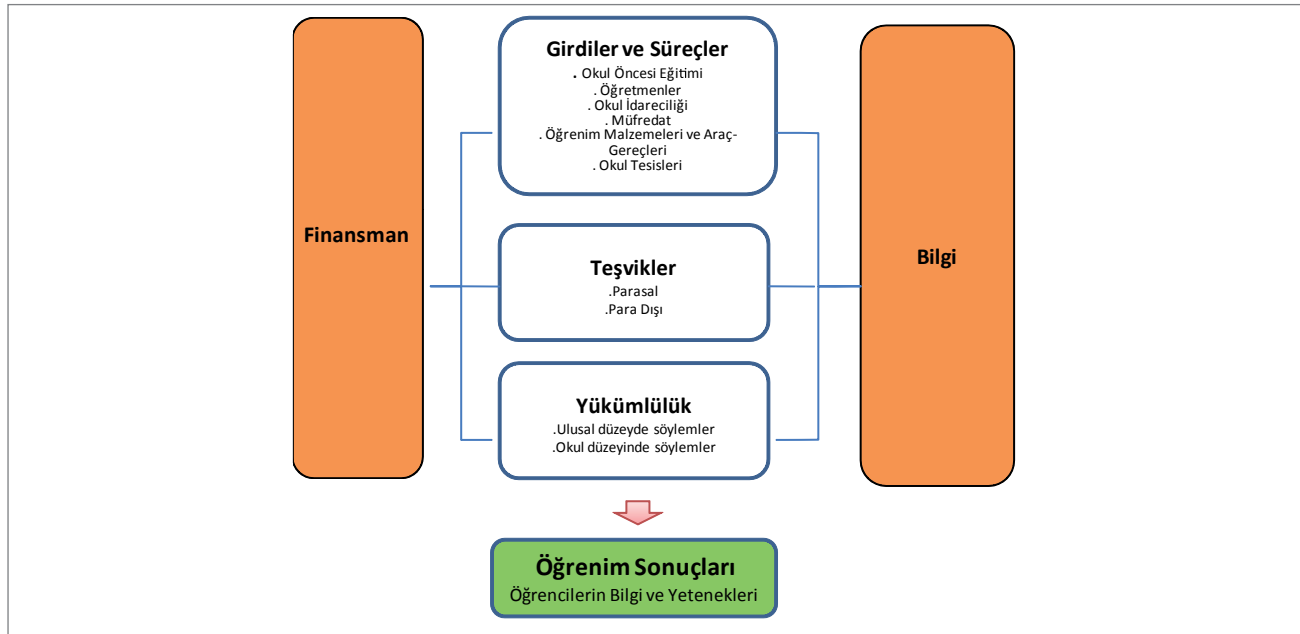 Finansman
Girdiler ve Süreçler
. Okul Öncesi Eğitimi
. Öğretmenler
. Okul İdareciliği
. Müfredat
. Öğrenim Malzemeleri ve Araç-
Gereçleri
. Okul Tesisleri
Teşvikler
.Parasal
.Para Dışı
Yükümlülük
.Ulusal düzeyde söylemler
.Okul düzeyinde söylemler
Bilgi
Öğrenim Sonuçları
Öğrencilerin Bilgi ve Yetenekleri